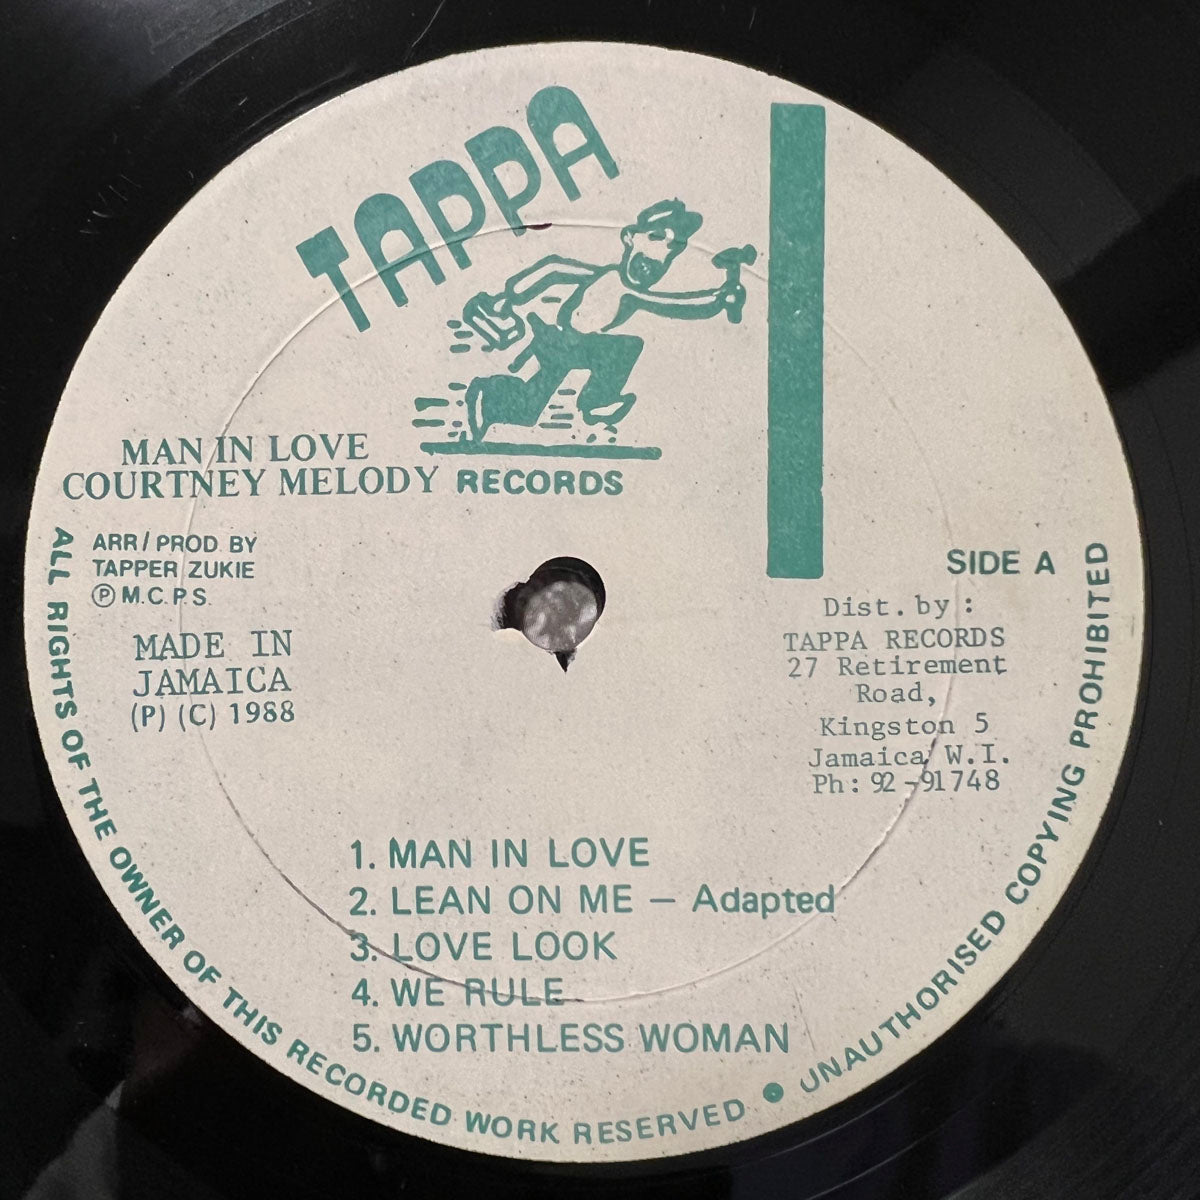 TAPPA
RECORDS
MAN IN LOVE
COURTNEY MELODY
ARR/PROD. BY
TAPPER ZUKIE
Ⓟ M.C.P.S.
MADE IN
JAMAICA
(P) (C) 1988
SIDE A
Dist. by:
TAPPA RECORDS
27 Retirement
Road,
Kingston 5
Jamaica W.I.
Ph: 92-91748
1. MAN IN LOVE
2. LEAN ON ME – Adapted
3. LOVE LOOK
4. WE RULE
5. WORTHLESS WOMAN
ALL RIGHTS OF THE OWNER OF THIS RECORDED WORK RESERVED ● UNAUTHORISED COPYING PROHIBITED